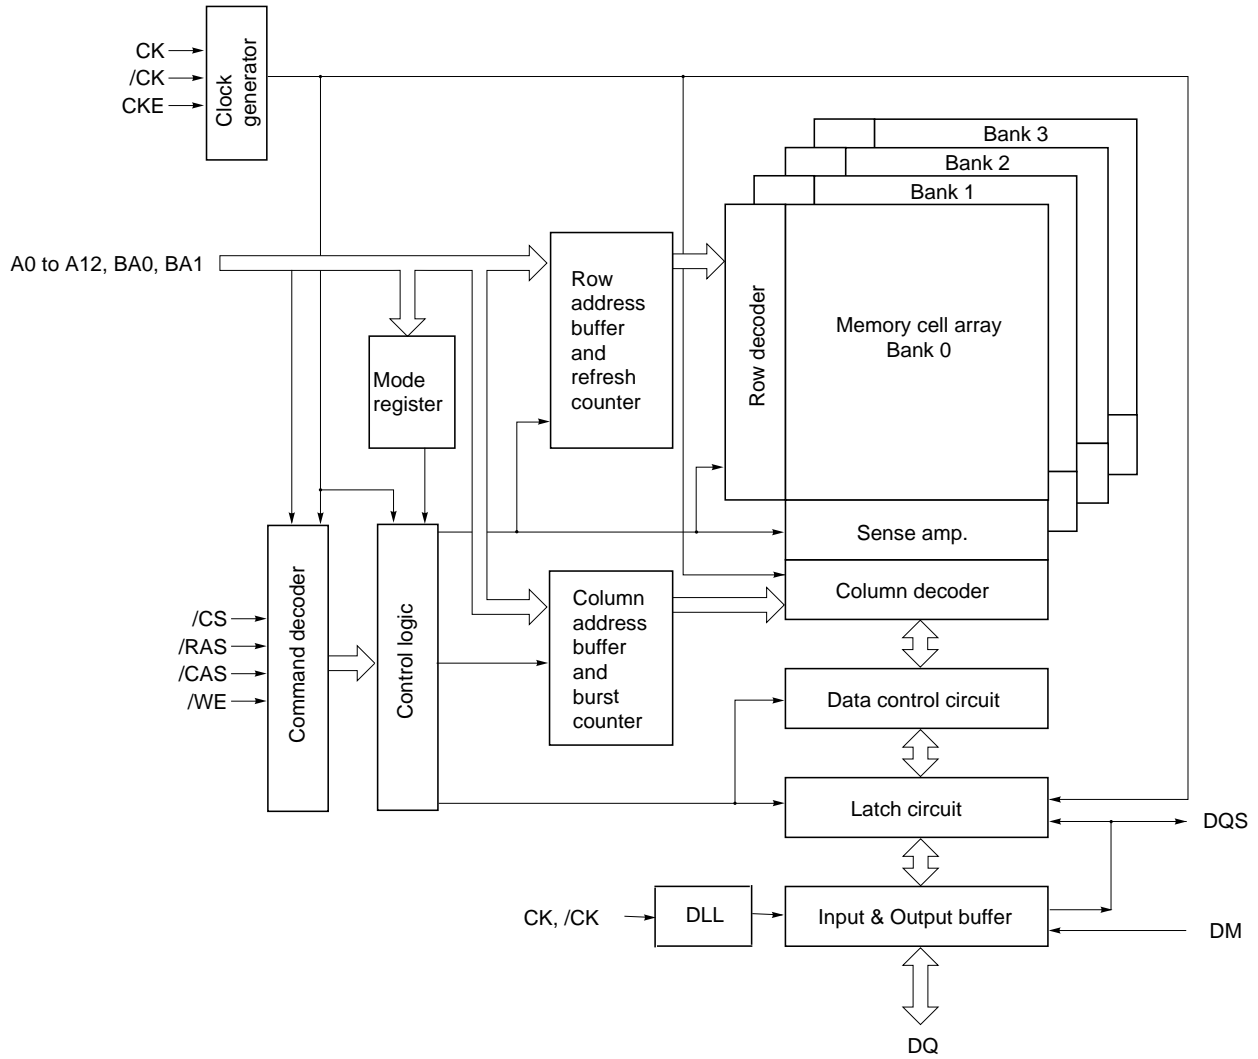 CK
/CK
CKE
Clock
generator
Bank 3
Bank 2
Bank 1
A0 to A12, BA0, BA1
Row
address
buffer
and
refresh
counter
Row decoder
Memory cell array
Bank 0
Mode
register
Sense amp.
Column decoder
Command decoder
Control logic
/CS
/RAS
/CAS
/WE
Column
address
buffer
and
burst
counter
Data control circuit
Latch circuit
DQS
CK, /CK
DLL
Input & Output buffer
DM
DQ